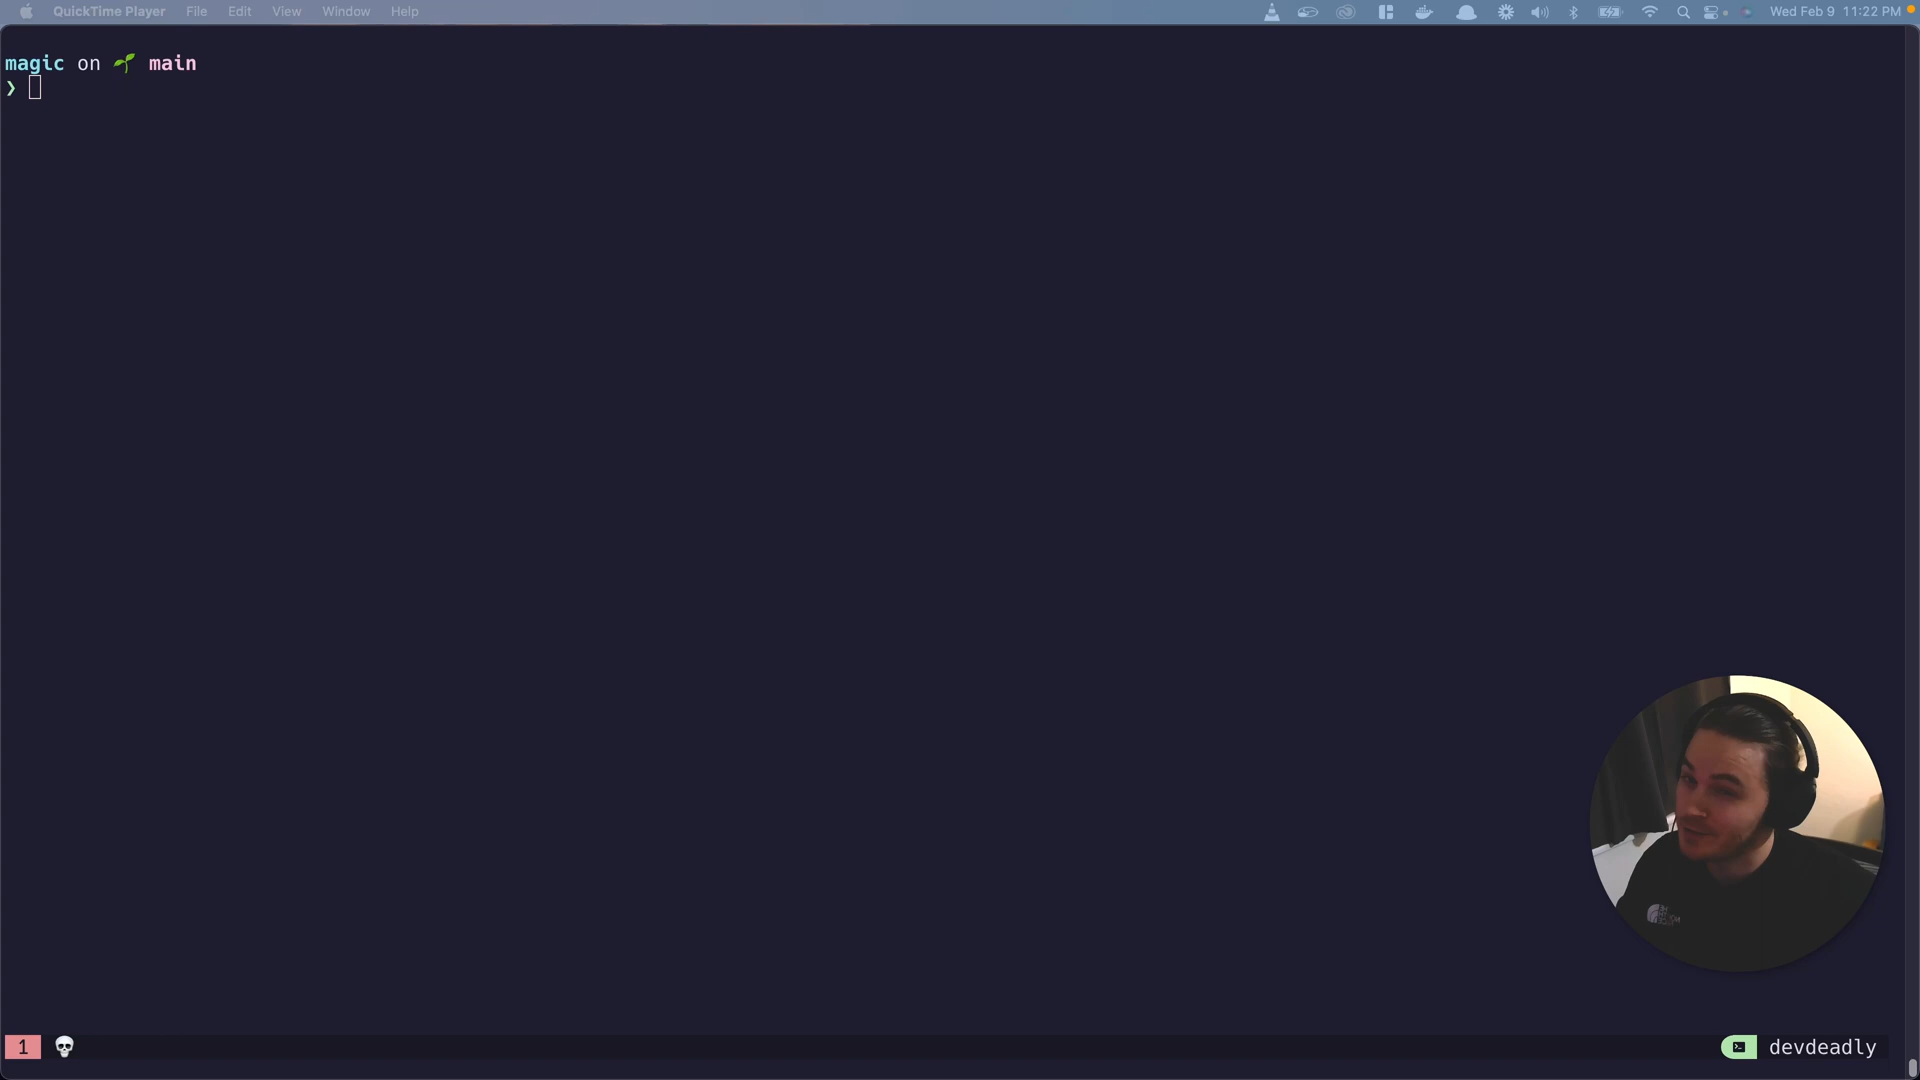 QuickTime Player File Edit View Window Help Wed Feb 9 11:22 PM
magic on main
❯
1 devdeadly